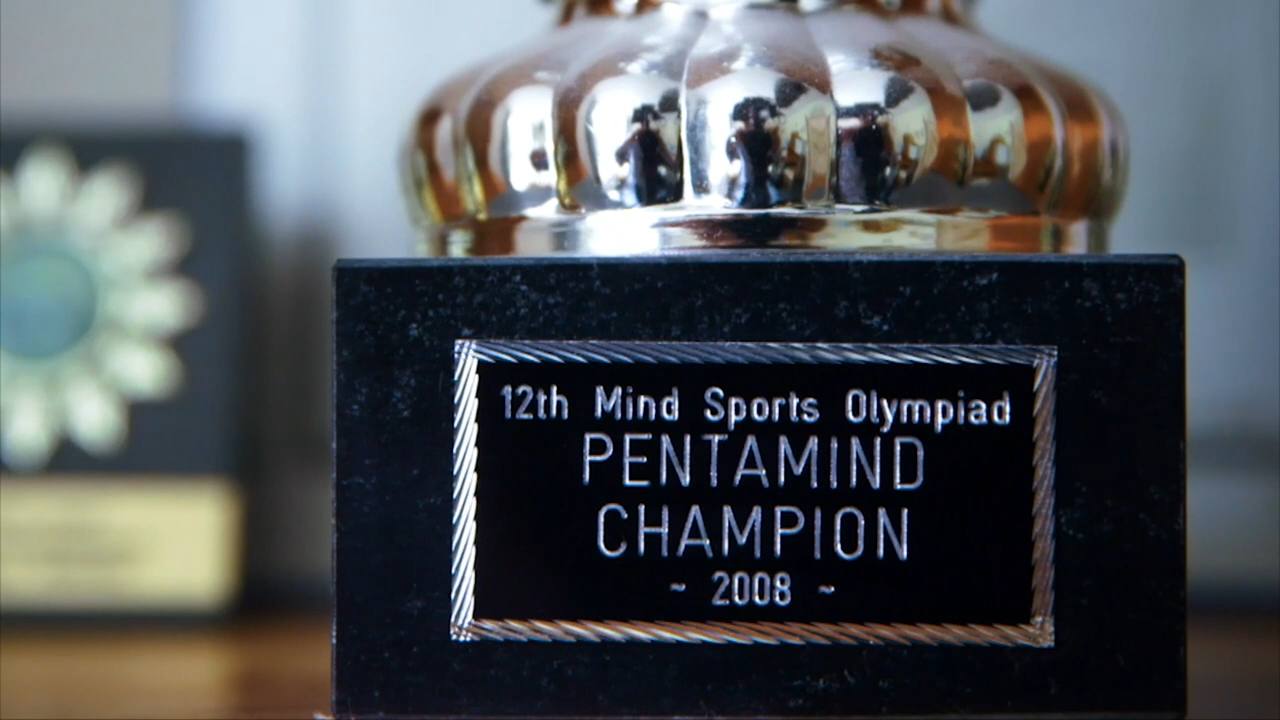 12th Mind Sports Olympiad
PENTAMIND
CHAMPION
~ 2008 ~